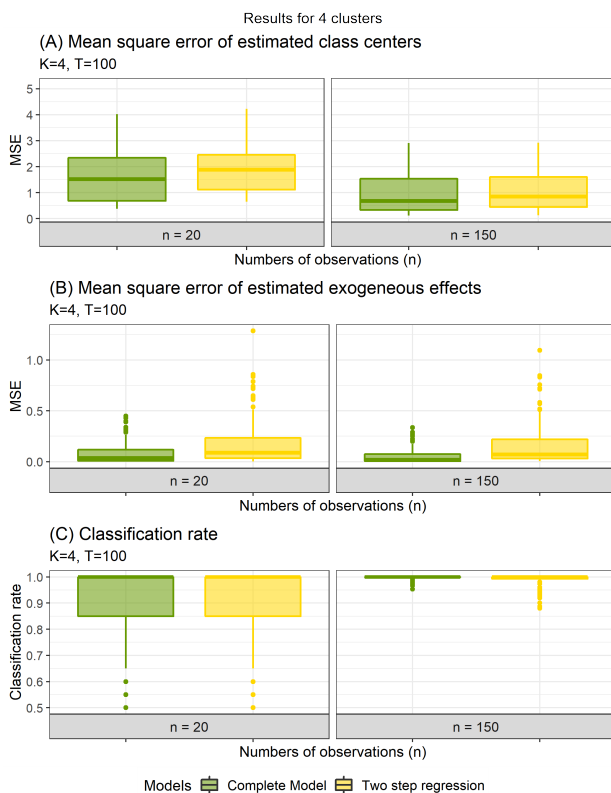 Results for 4 clusters
(A) Mean square error of estimated class centers
K=4, T=100
5
4
3
2
1
0
MSE
n = 20
n = 150
Numbers of observations (n)
(B) Mean square error of estimated exogeneous effects
K=4, T=100
1.0
0.5
0.0
MSE
n = 20
n = 150
Numbers of observations (n)
(C) Classification rate
K=4, T=100
1.0
0.9
0.8
0.7
0.6
0.5
Classification rate
n = 20
n = 150
Numbers of observations (n)
Models Complete Model Two step regression